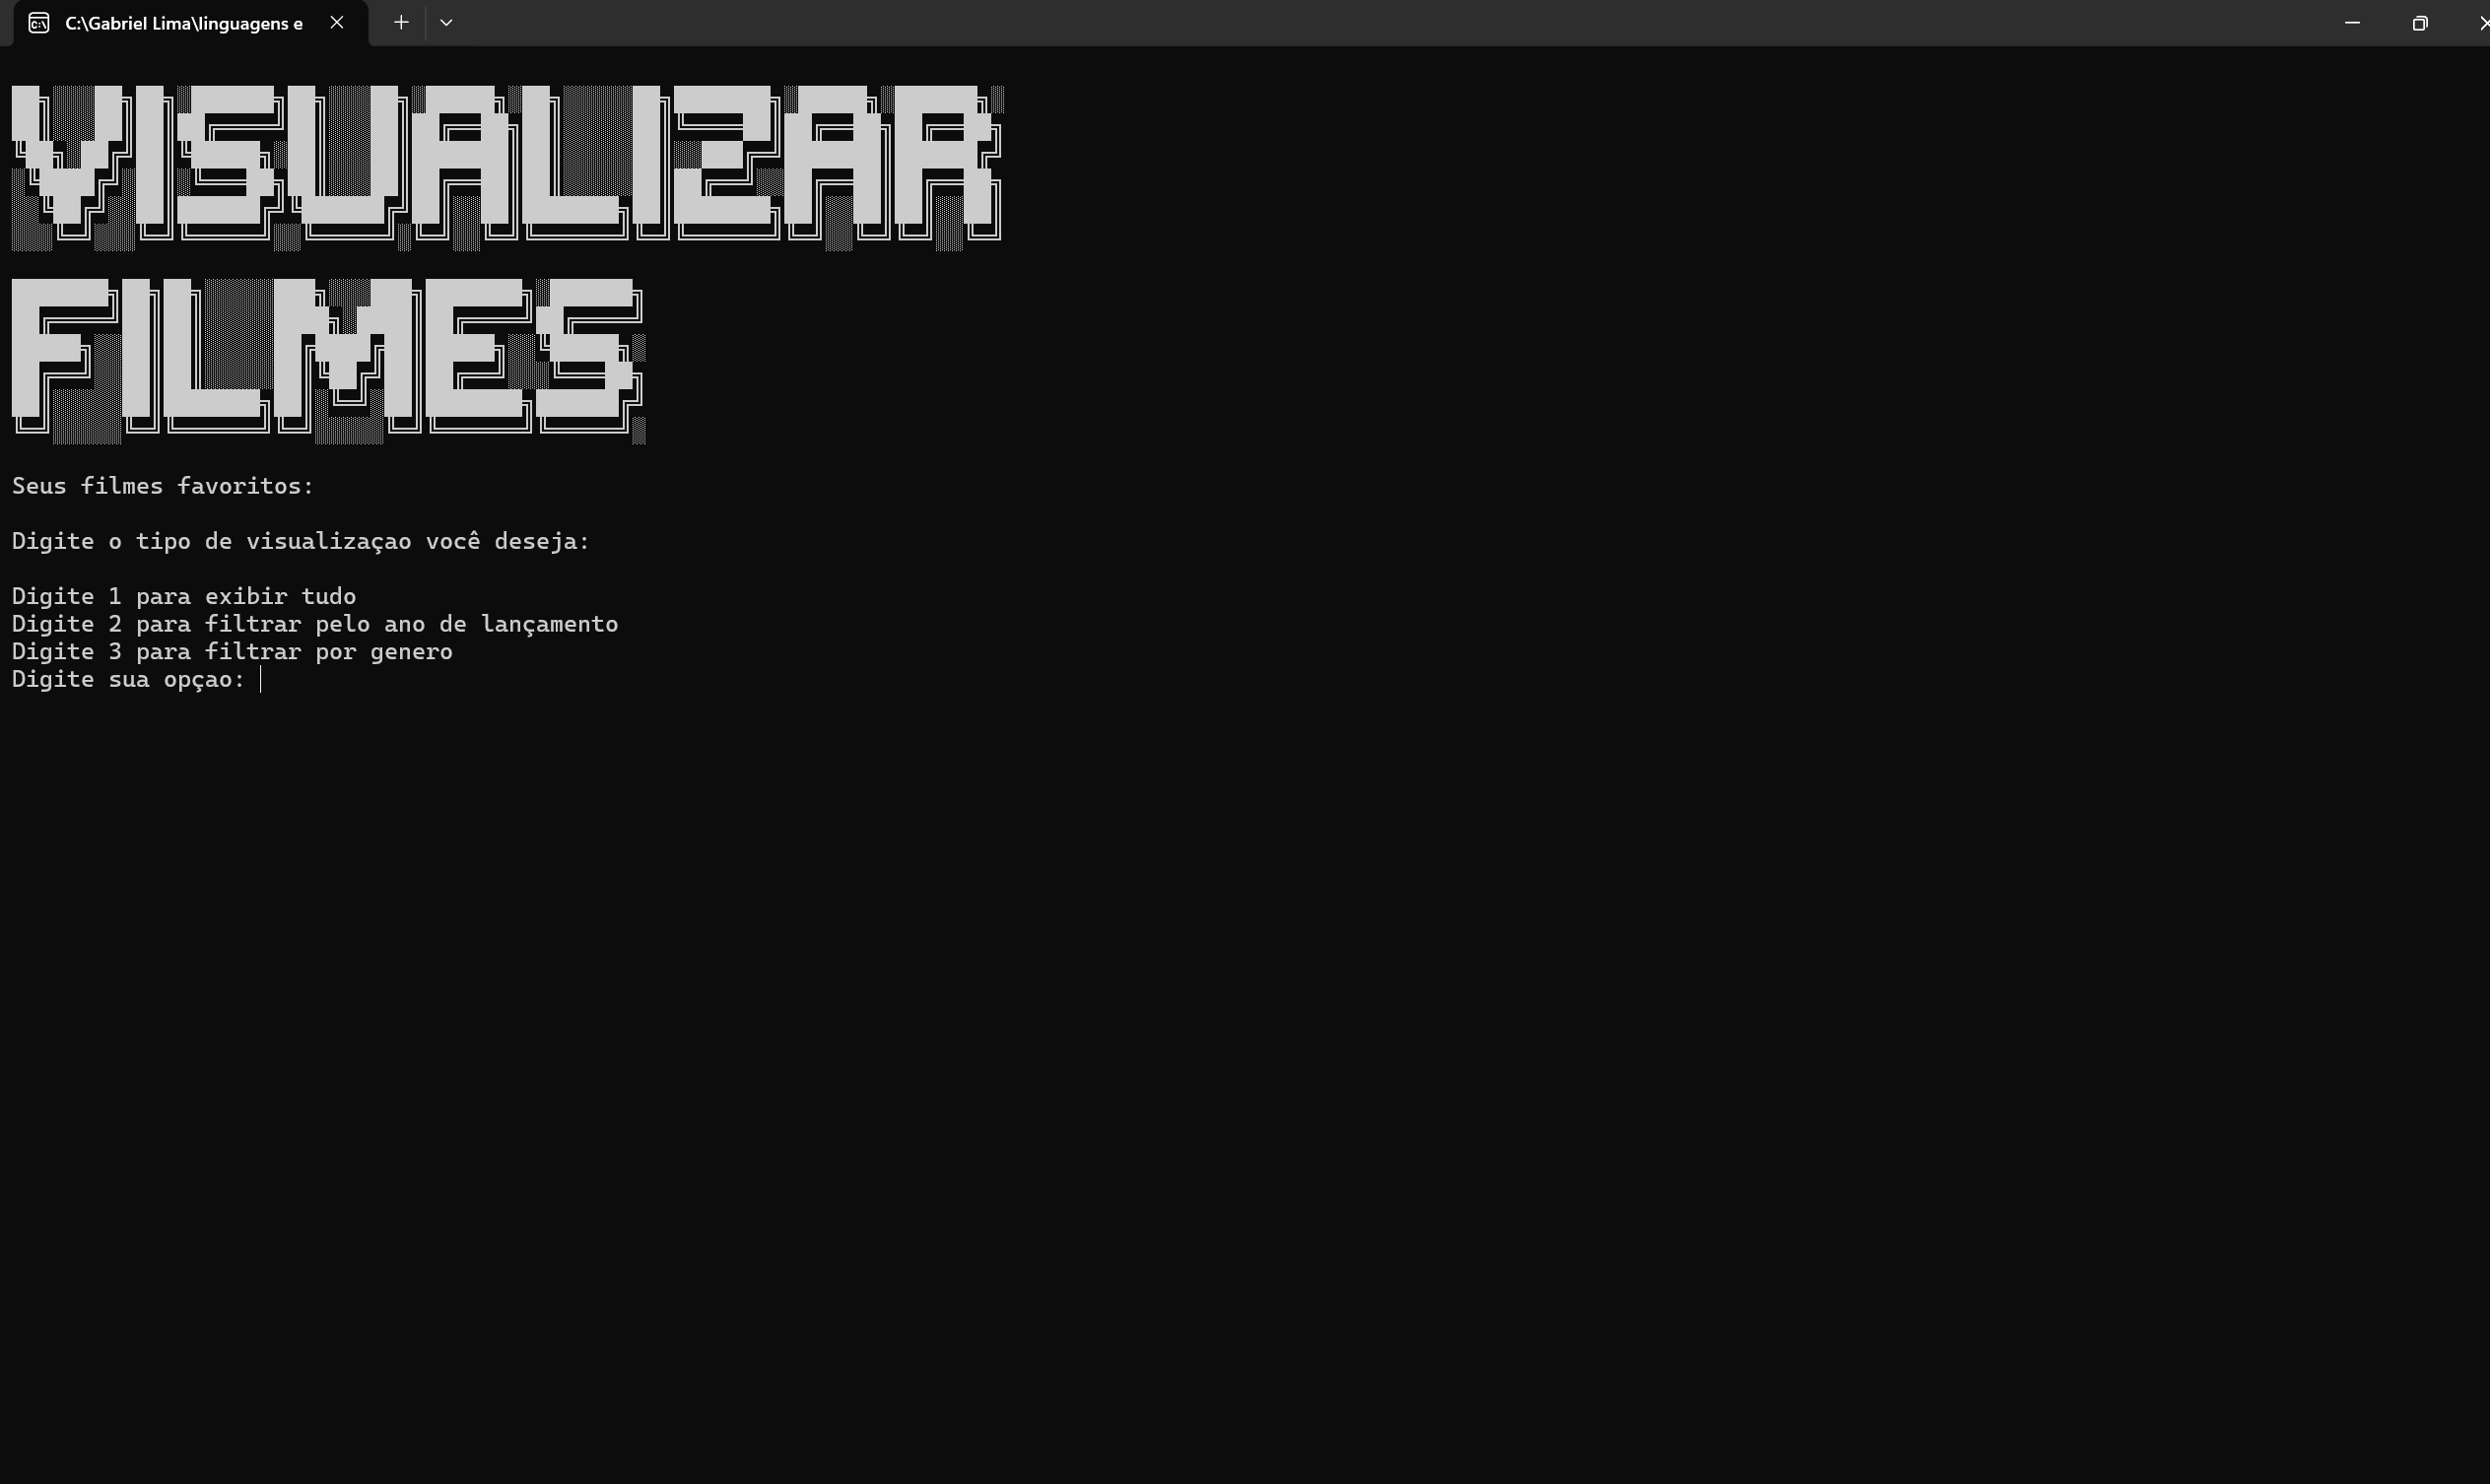 C:\Gabriel Lima\linguagens e
VISUALIZAR
FILMES
Seus filmes favoritos:
Digite o tipo de visualizaçao você deseja:
Digite 1 para exibir tudo
Digite 2 para filtrar pelo ano de lançamento
Digite 3 para filtrar por genero
Digite sua opçao: